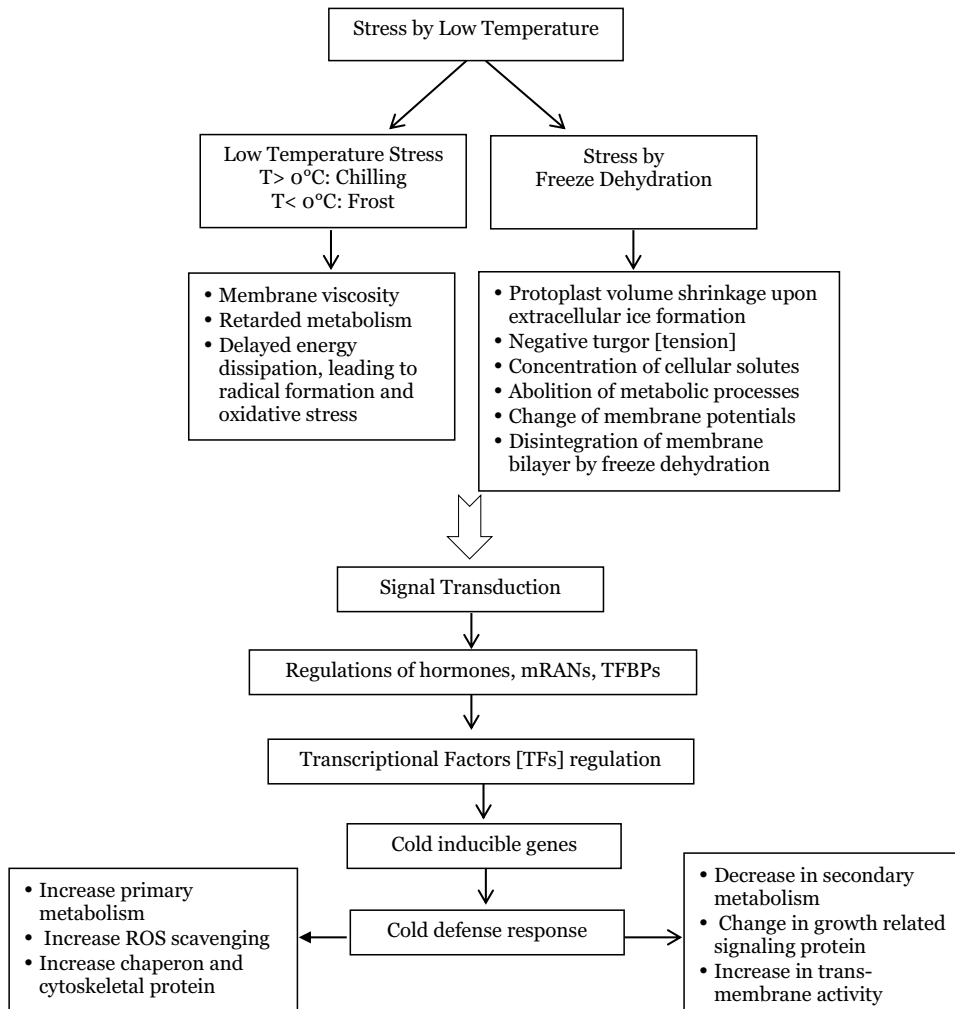 Stress by Low Temperature
Low Temperature Stress
T> 0°C: Chilling
T< 0°C: Frost
Stress by
Freeze Dehydration
• Membrane viscosity
• Retarded metabolism
• Delayed energy
dissipation, leading to
radical formation and
oxidative stress
• Protoplast volume shrinkage upon
extracellular ice formation
• Negative turgor [tension]
• Concentration of cellular solutes
• Abolition of metabolic processes
• Change of membrane potentials
• Disintegration of membrane
bilayer by freeze dehydration
Signal Transduction
Regulations of hormones, mRANs, TFBPs
Transcriptional Factors [TFs] regulation
Cold inducible genes
Cold defense response
• Increase primary
metabolism
• Increase ROS scavenging
• Increase chaperon and
cytoskeletal protein
• Decrease in secondary
metabolism
• Change in growth related
signaling protein
• Increase in trans-
membrane activity